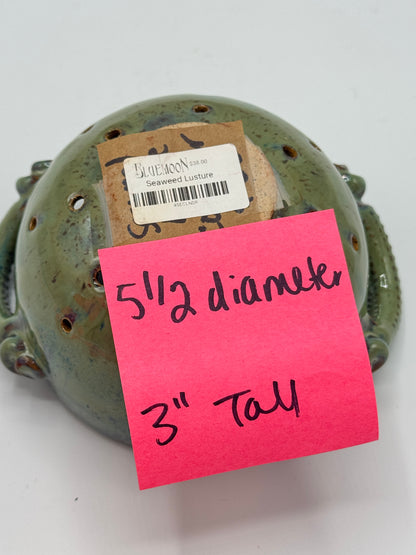 BLUEMOON $38.00
Seaweed Lusture
5 1/2 diameter
3" Tall